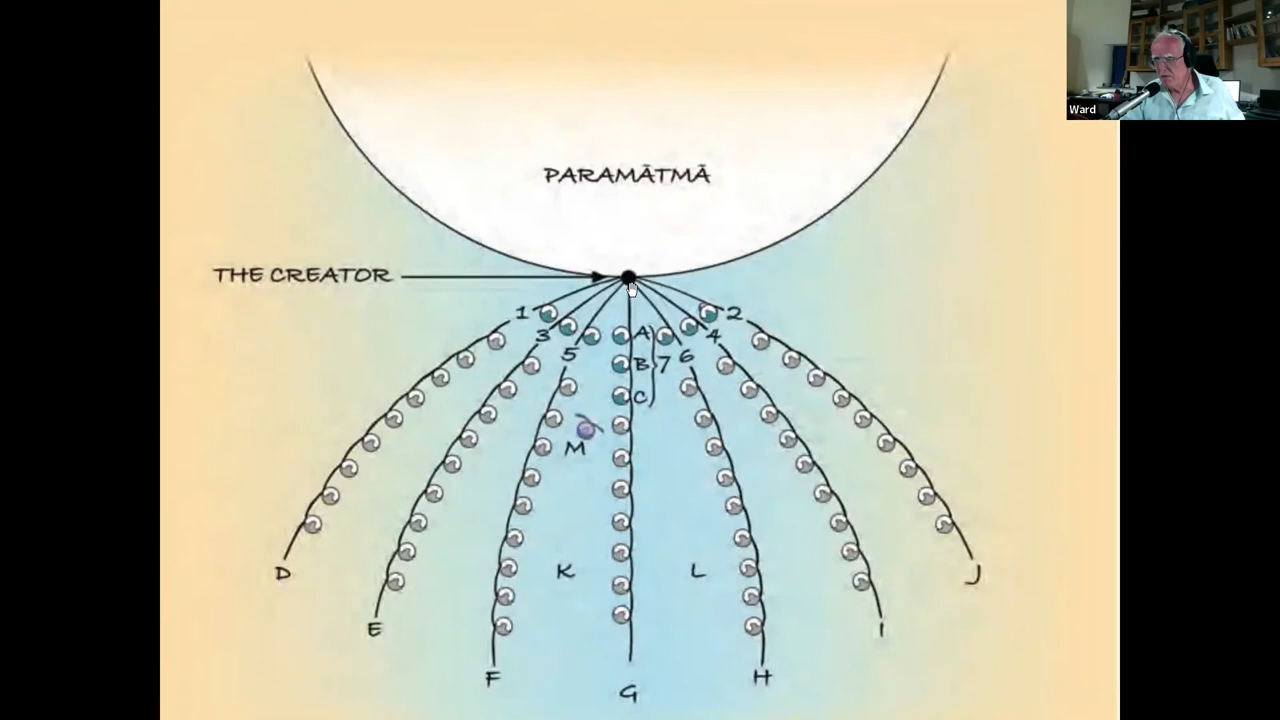 Ward
PARAMĀTMĀ
THE CREATOR
1 2
3 A 4
5 B 7 6
C
M
K L
D J
E I
F H
G